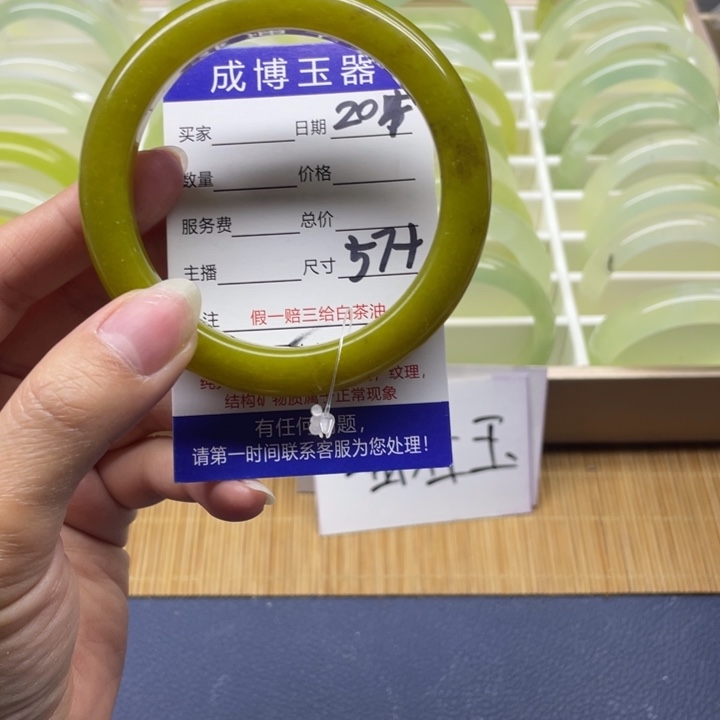 成博玉器
买家 日期 20年
数量 价格
服务费 总价
主播 尺寸 57+
注 假一赔三给白茶油
纹理，
结构矿物质属于正常现象
有任何问题，
请第一时间联系客服为您处理！
玉